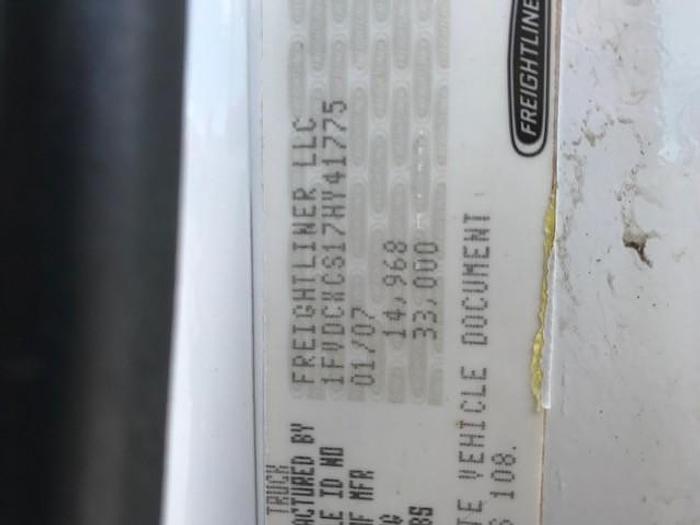 TRUCK
ACTURED BY FREIGHTLINER LLC
LE ID NO 1FVDCXCS17HY41775
OF MFR 01/07
G 14,968
BS 33,000
TE VEHICLE DOCUMENT
S 108.
FREIGHTLINER